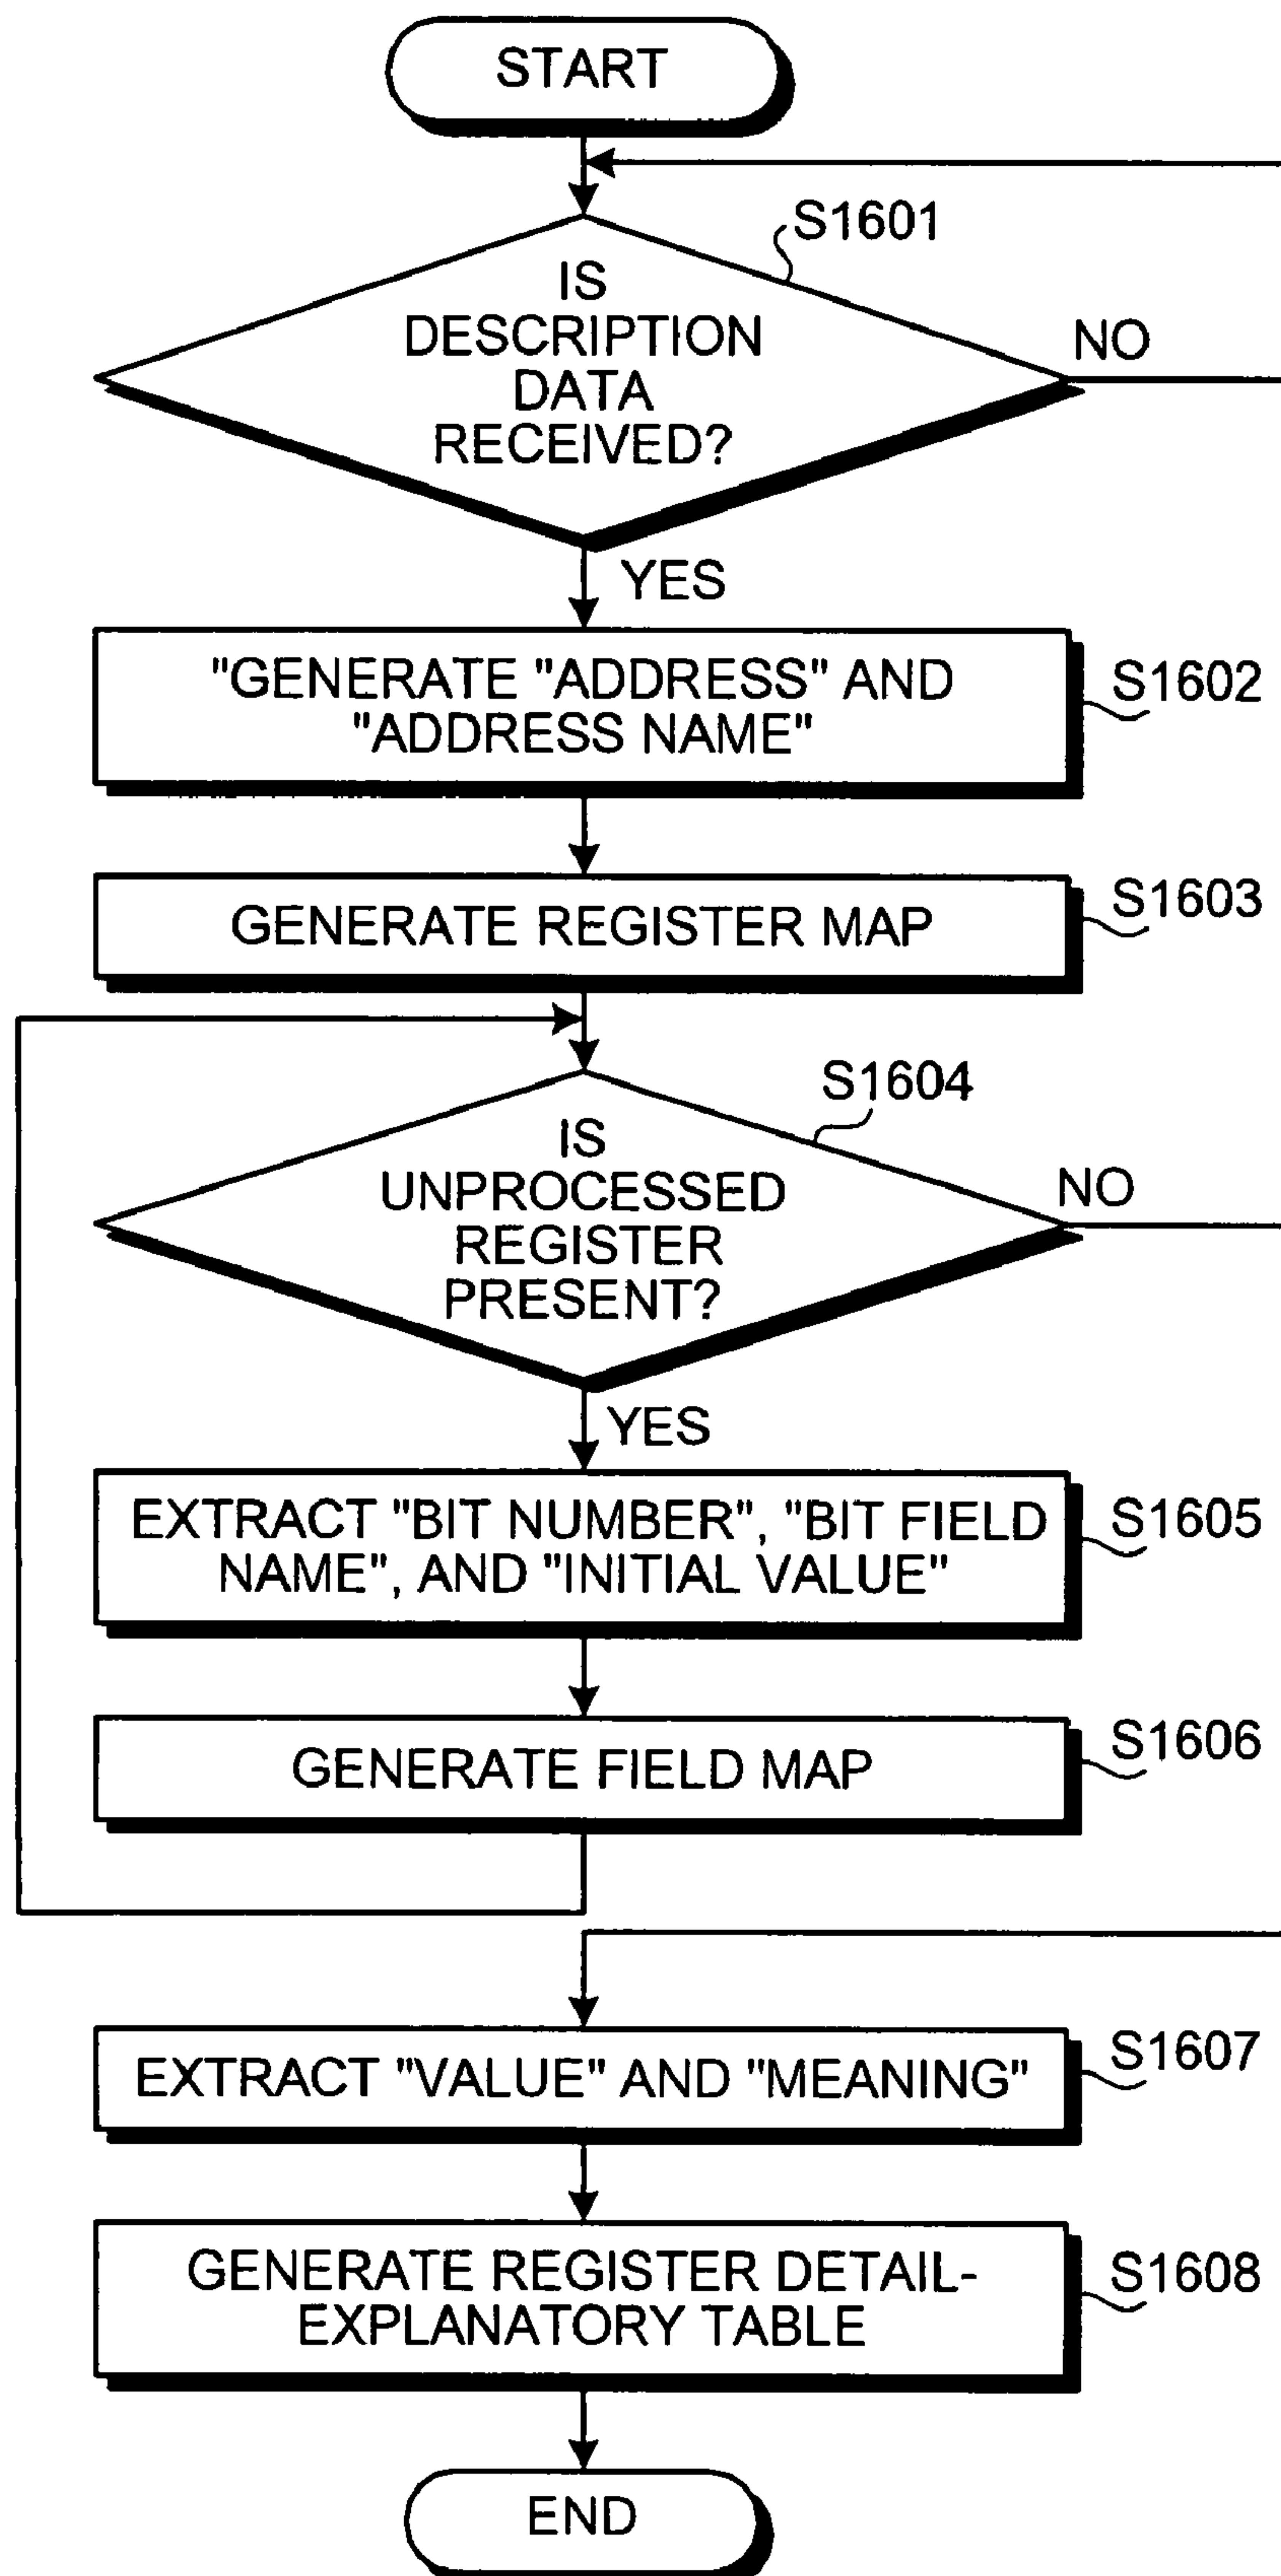 START
S1601
IS
DESCRIPTION
DATA
RECEIVED?
NO
YES
"GENERATE "ADDRESS" AND
"ADDRESS NAME"
S1602
GENERATE REGISTER MAP
S1603
S1604
IS
UNPROCESSED
REGISTER
PRESENT?
NO
YES
EXTRACT "BIT NUMBER", "BIT FIELD
NAME", AND "INITIAL VALUE"
S1605
GENERATE FIELD MAP
S1606
EXTRACT "VALUE" AND "MEANING"
S1607
GENERATE REGISTER DETAIL-
EXPLANATORY TABLE
S1608
END